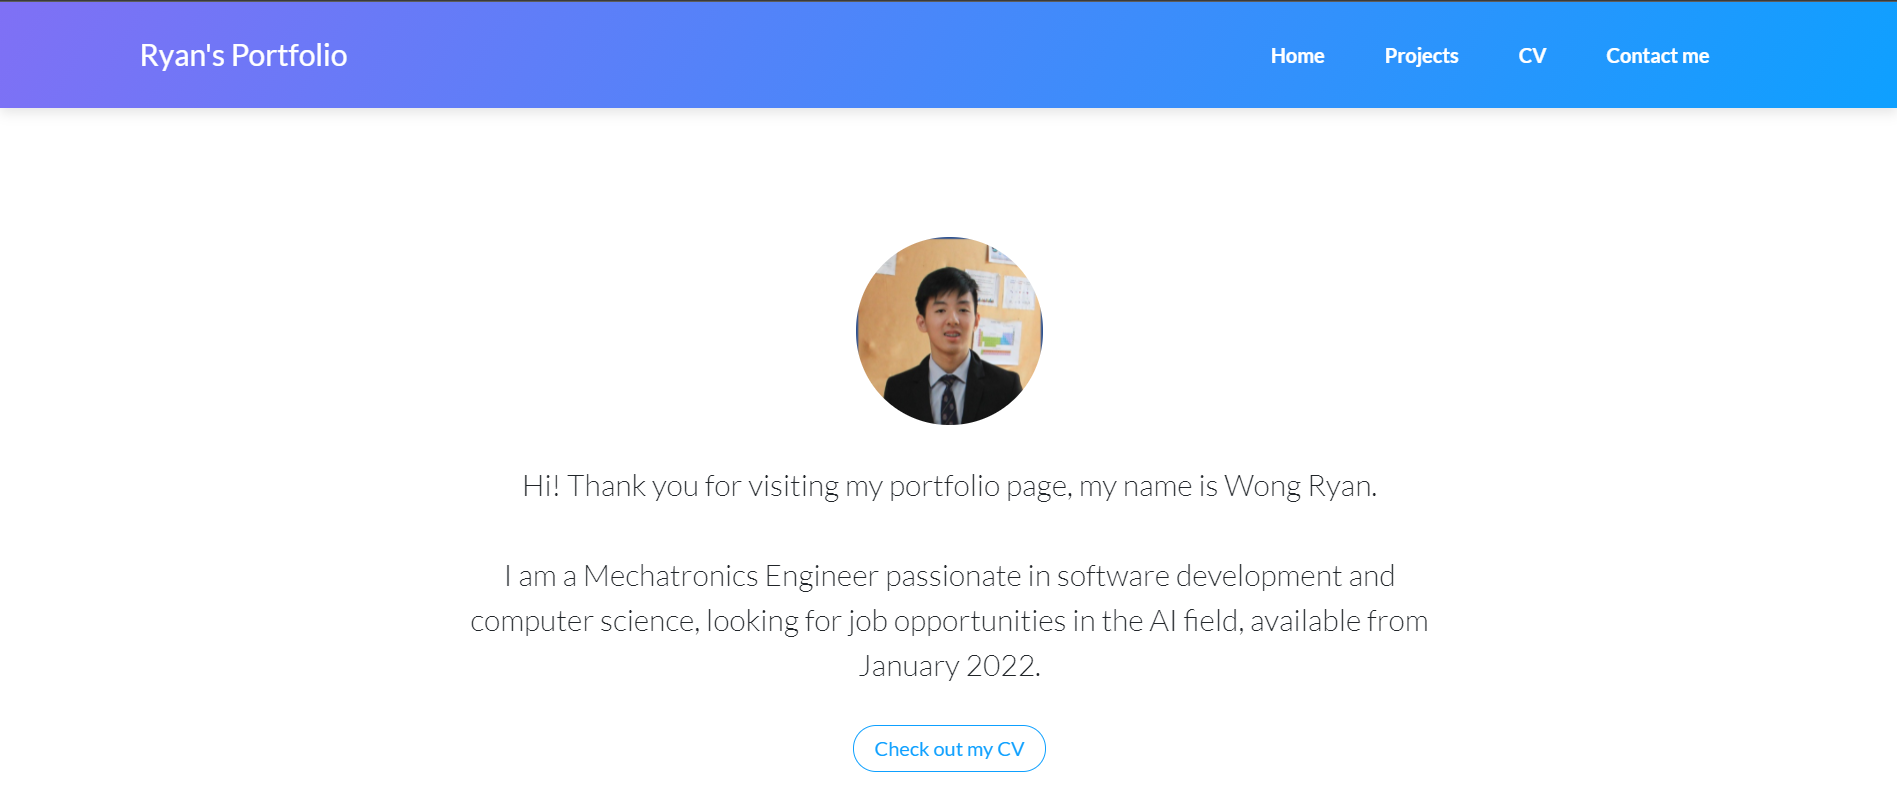 Ryan's Portfolio
Home Projects CV Contact me
Hi! Thank you for visiting my portfolio page, my name is Wong Ryan.
I am a Mechatronics Engineer passionate in software development and
computer science, looking for job opportunities in the AI field, available from
January 2022.
Check out my CV